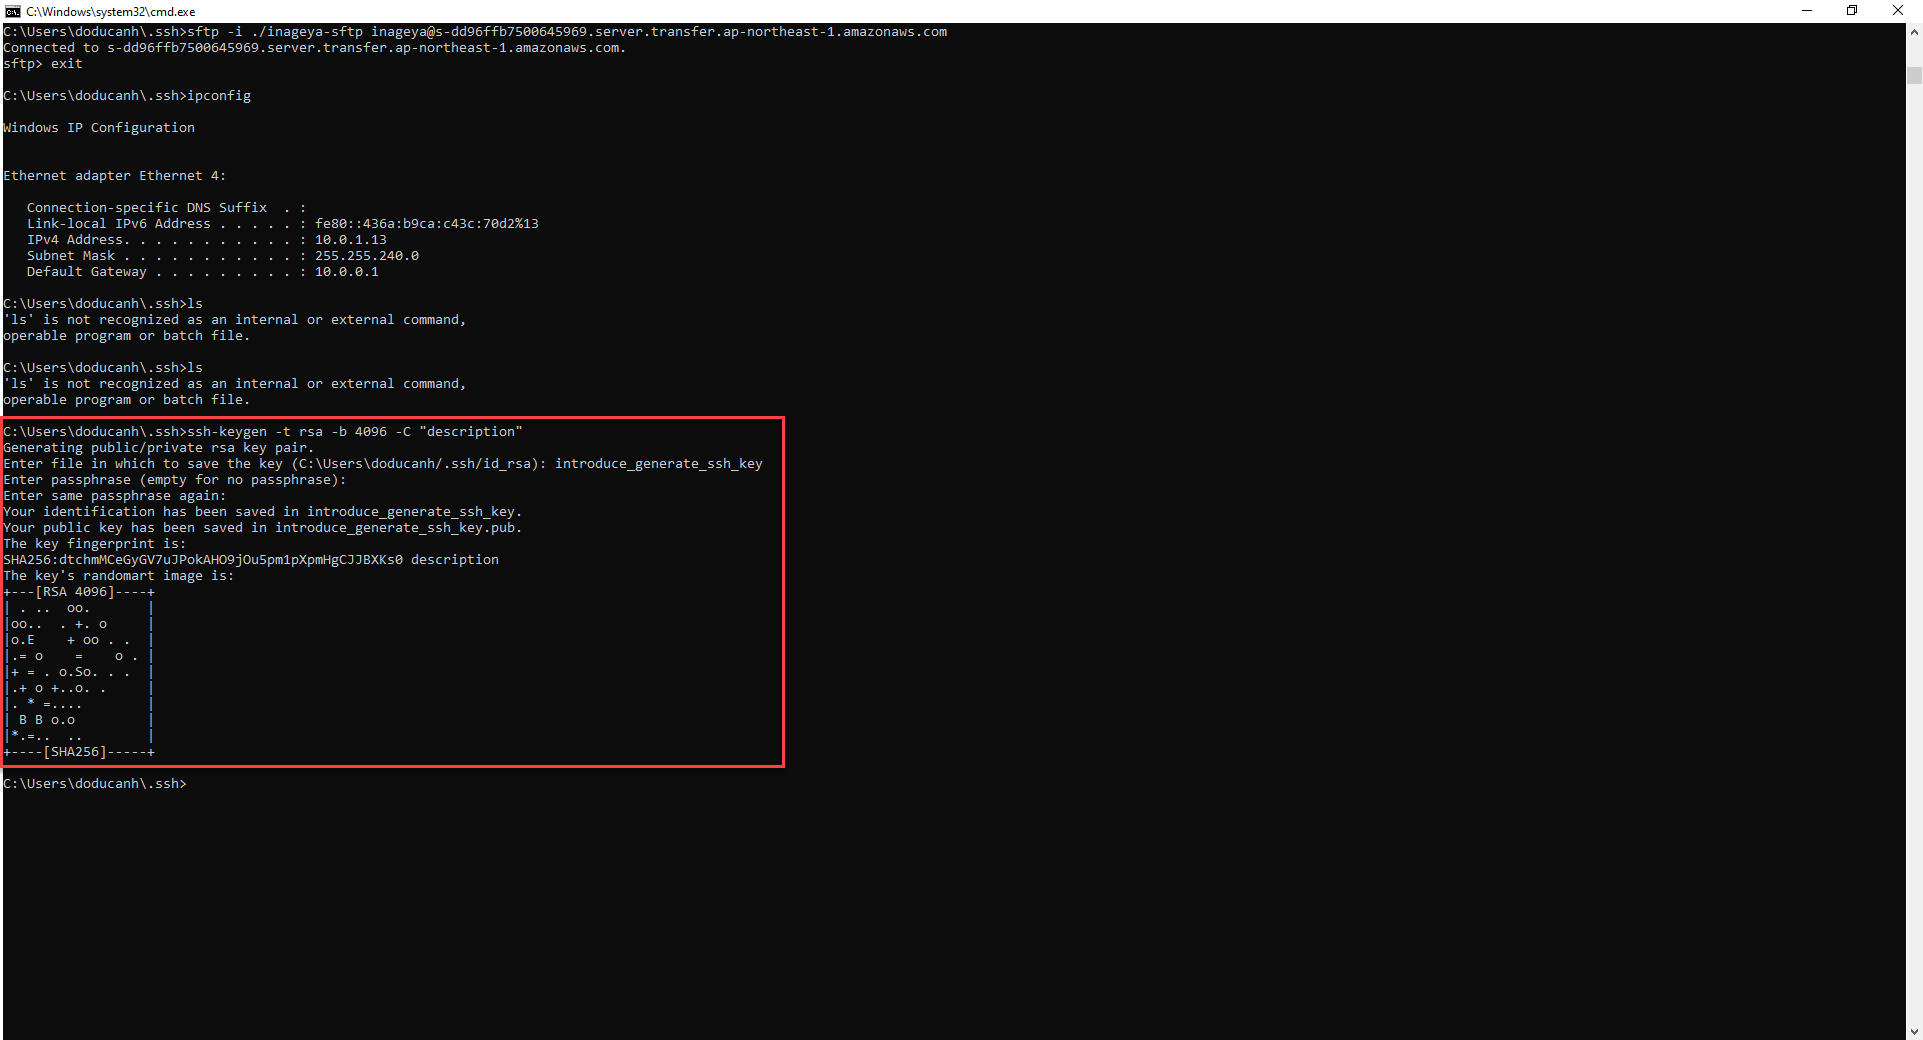 C:\Windows\system32\cmd.exe
C:\Users\doducanh\.ssh>sftp -i ./inageya-sftp inageya@s-dd96ffb7500645969.server.transfer.ap-northeast-1.amazonaws.com
Connected to s-dd96ffb7500645969.server.transfer.ap-northeast-1.amazonaws.com.
sftp> exit
C:\Users\doducanh\.ssh>ipconfig
Windows IP Configuration
Ethernet adapter Ethernet 4:
   Connection-specific DNS Suffix  . :
   Link-local IPv6 Address . . . . . : fe80::436a:b9ca:c43c:70d2%13
   IPv4 Address. . . . . . . . . . . : 10.0.1.13
   Subnet Mask . . . . . . . . . . . : 255.255.240.0
   Default Gateway . . . . . . . . . : 10.0.0.1
C:\Users\doducanh\.ssh>ls
'ls' is not recognized as an internal or external command,
operable program or batch file.
C:\Users\doducanh\.ssh>ls
'ls' is not recognized as an internal or external command,
operable program or batch file.
C:\Users\doducanh\.ssh>ssh-keygen -t rsa -b 4096 -C "description"
Generating public/private rsa key pair.
Enter file in which to save the key (C:\Users\doducanh/.ssh/id_rsa): introduce_generate_ssh_key
Enter passphrase (empty for no passphrase):
Enter same passphrase again:
Your identification has been saved in introduce_generate_ssh_key.
Your public key has been saved in introduce_generate_ssh_key.pub.
The key fingerprint is:
SHA256:dtchmMCeGyGV7uJPokAHO9jOu5pm1pXpmHgCJJBXKs0 description
The key's randomart image is:
+---[RSA 4096]----+
| . ..  oo.       |
|oo..  . +. o     |
|o.E    + oo . .  |
|.= o    =    o . |
|+ = . o.So. . .  |
|.+ o +..o. .     |
|. * =....        |
| B B o.o         |
|*.=..  ..        |
+----[SHA256]-----+
C:\Users\doducanh\.ssh>